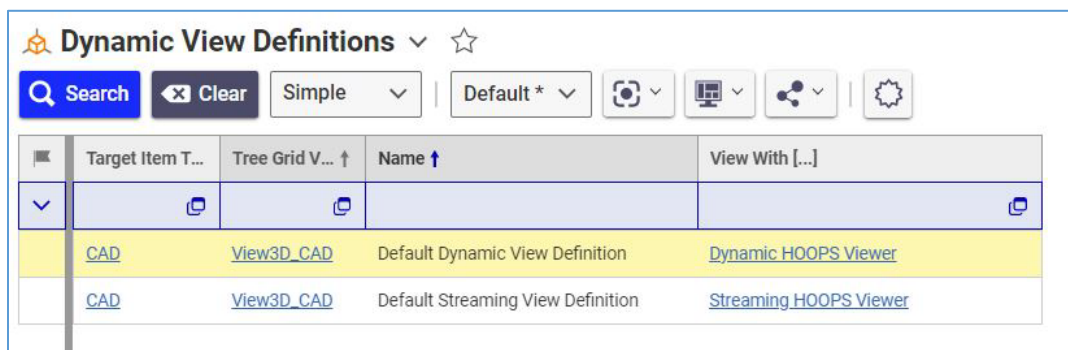 Dynamic View Definitions
Search Clear Simple Default *
Target Item T... Tree Grid V... ↑ Name ↑ View With [...]
CAD View3D_CAD Default Dynamic View Definition Dynamic HOOPS Viewer
CAD View3D_CAD Default Streaming View Definition Streaming HOOPS Viewer